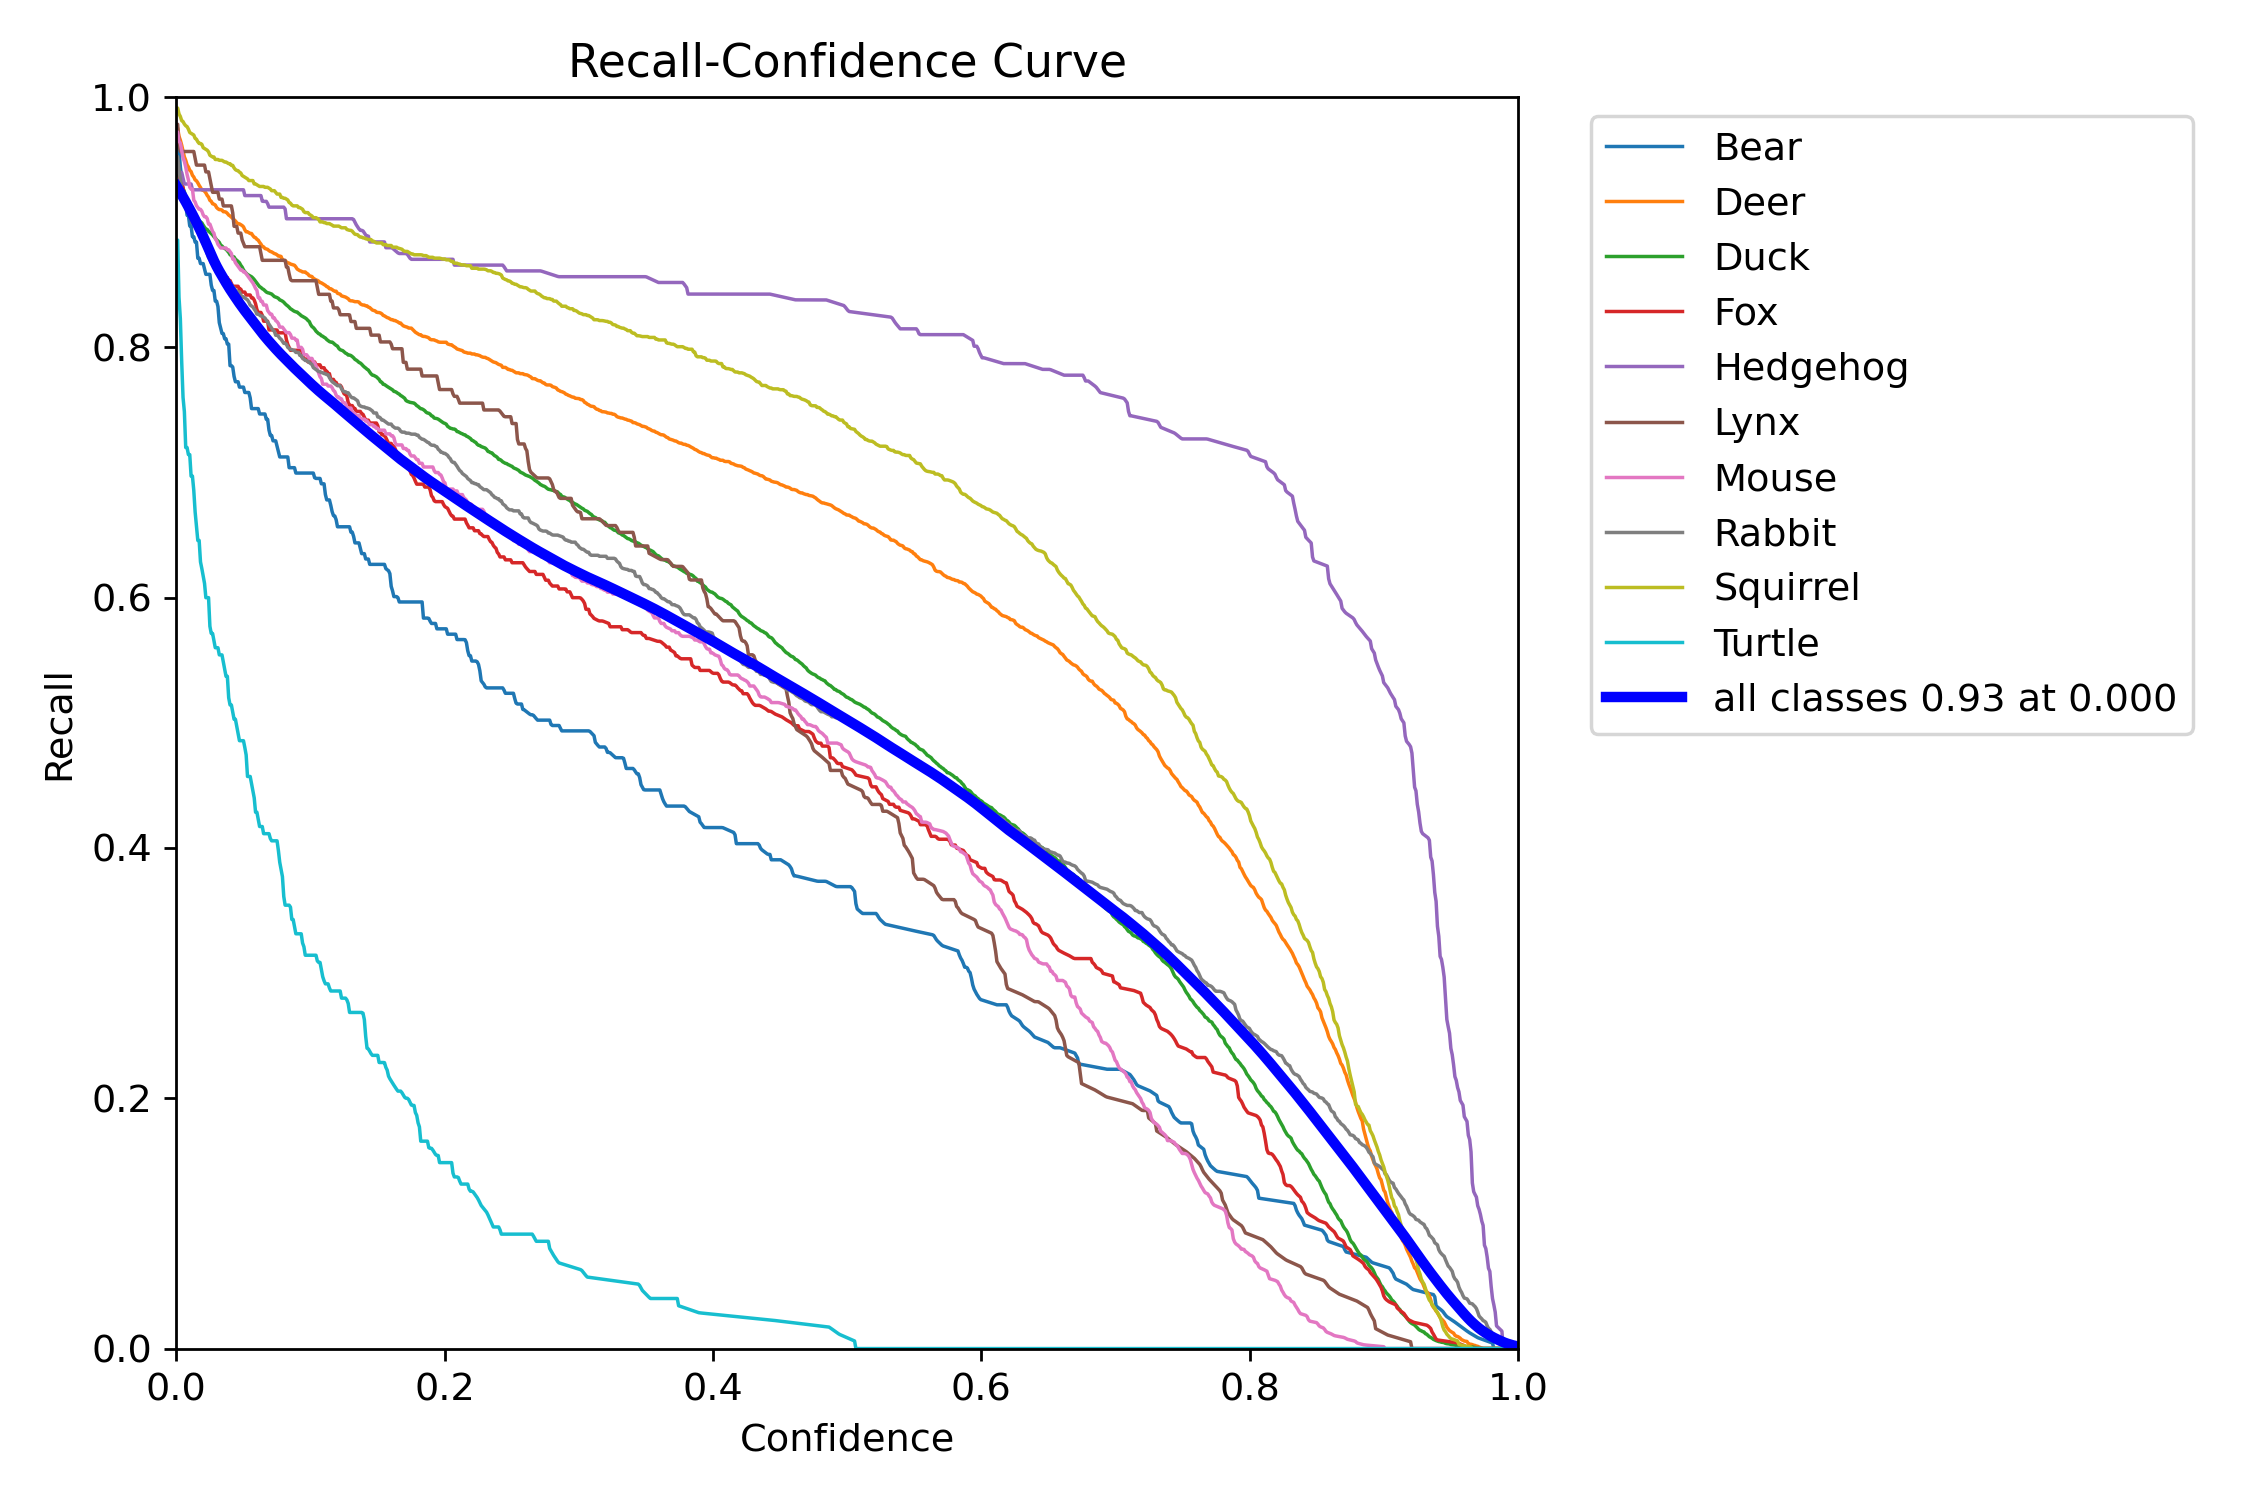 Recall-Confidence Curve
1.0
0.8
0.6
0.4
0.2
0.0
Recall
0.0 0.2 0.4 0.6 0.8 1.0
Confidence
Bear
Deer
Duck
Fox
Hedgehog
Lynx
Mouse
Rabbit
Squirrel
Turtle
all classes 0.93 at 0.000